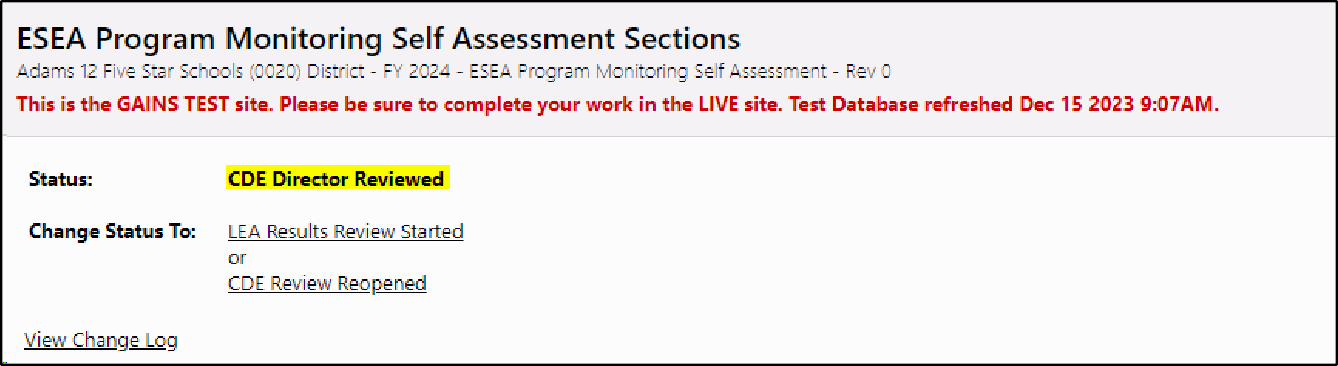 ESEA Program Monitoring Self Assessment Sections
Adams 12 Five Star Schools (0020) District - FY 2024 - ESEA Program Monitoring Self Assessment - Rev 0
This is the GAINS TEST site. Please be sure to complete your work in the LIVE site. Test Database refreshed Dec 15 2023 9:07AM.
Status: CDE Director Reviewed
Change Status To: LEA Results Review Started
or
CDE Review Reopened
View Change Log